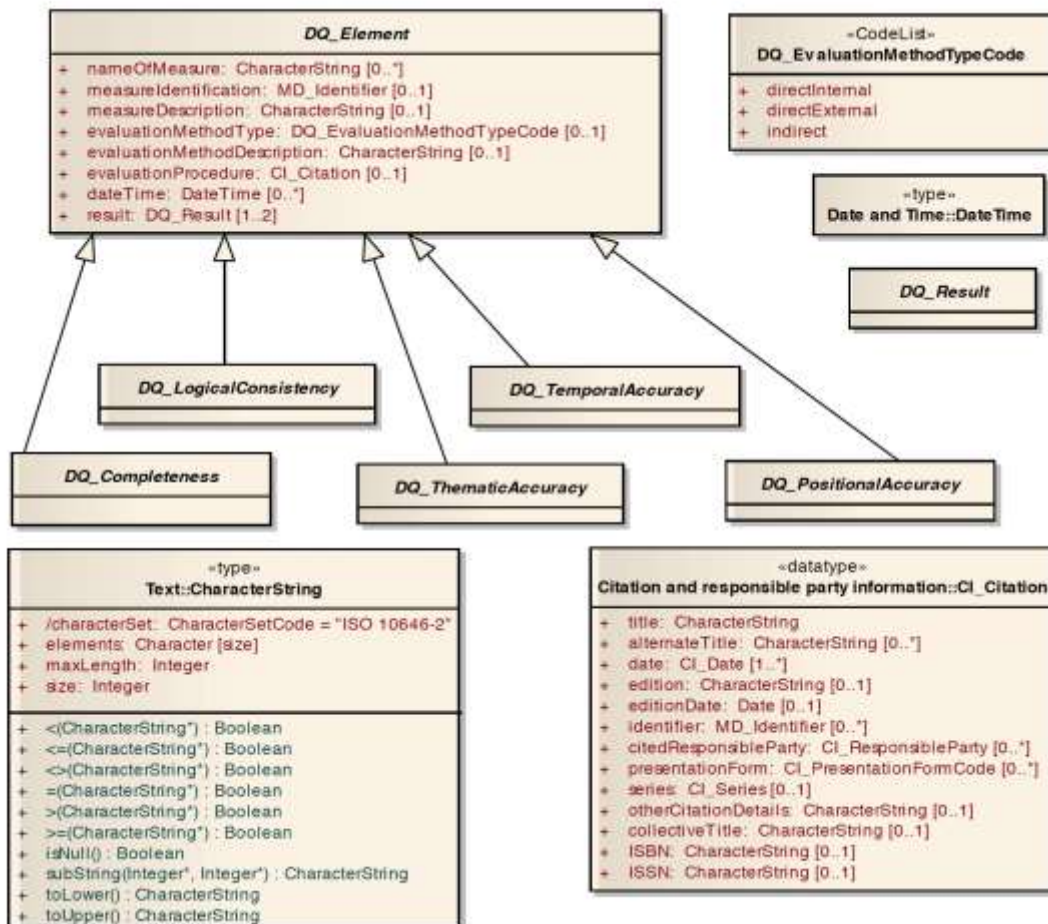 DQ_Element
+ nameOfMeasure: CharacterString [0..*]
+ measureIdentification: MD_Identifier [0..1]
+ measureDescription: CharacterString [0..1]
+ evaluationMethodType: DQ_EvaluationMethodTypeCode [0..1]
+ evaluationMethodDescription: CharacterString [0..1]
+ evaluationProcedure: CI_Citation [0..1]
+ dateTime: DateTime [0..*]
+ result: DQ_Result [1..2]
«CodeList»
DQ_EvaluationMethodTypeCode
+ directInternal
+ directExternal
+ indirect
«type»
Date and Time::DateTime
DQ_Result
DQ_LogicalConsistency
DQ_TemporalAccuracy
DQ_Completeness
DQ_ThematicAccuracy
DQ_PositionalAccuracy
«type»
Text::CharacterString
+ /characterSet: CharacterSetCode = "ISO 10646-2"
+ elements: Character [size]
+ maxLength: Integer
+ size: Integer
+ <(CharacterString*) : Boolean
+ <=(CharacterString*) : Boolean
+ <>(CharacterString*) : Boolean
+ =(CharacterString*) : Boolean
+ >(CharacterString*) : Boolean
+ >=(CharacterString*) : Boolean
+ isNull() : Boolean
+ subString(Integer*, Integer*) : CharacterString
+ toLower() : CharacterString
+ toUpper() : CharacterString
«datatype»
Citation and responsible party information::CI_Citation
+ title: CharacterString
+ alternateTitle: CharacterString [0..*]
+ date: CI_Date [1..*]
+ edition: CharacterString [0..1]
+ editionDate: Date [0..1]
+ identifier: MD_Identifier [0..*]
+ citedResponsibleParty: CI_ResponsibleParty [0..*]
+ presentationForm: CI_PresentationFormCode [0..*]
+ series: CI_Series [0..1]
+ otherCitationDetails: CharacterString [0..1]
+ collectiveTitle: CharacterString [0..1]
+ ISBN: CharacterString [0..1]
+ ISSN: CharacterString [0..1]